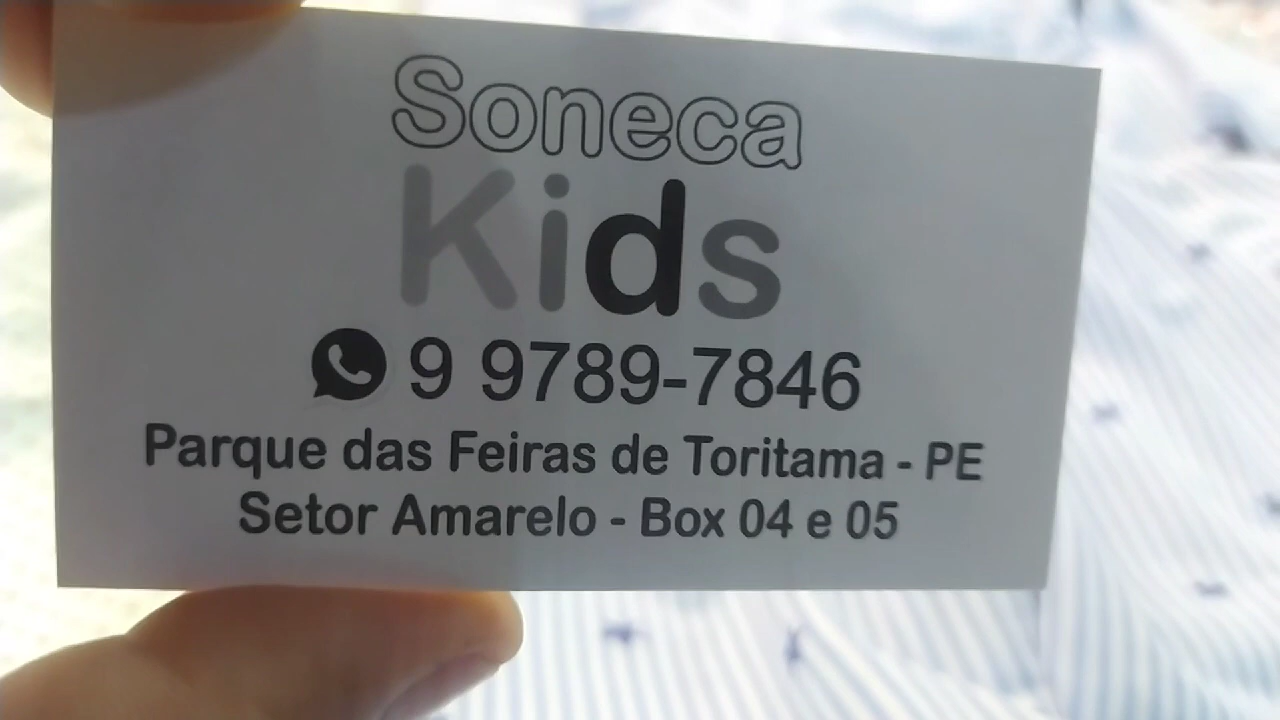 Soneca
Kids
9 9789-7846
Parque das Feiras de Toritama - PE
Setor Amarelo - Box 04 e 05